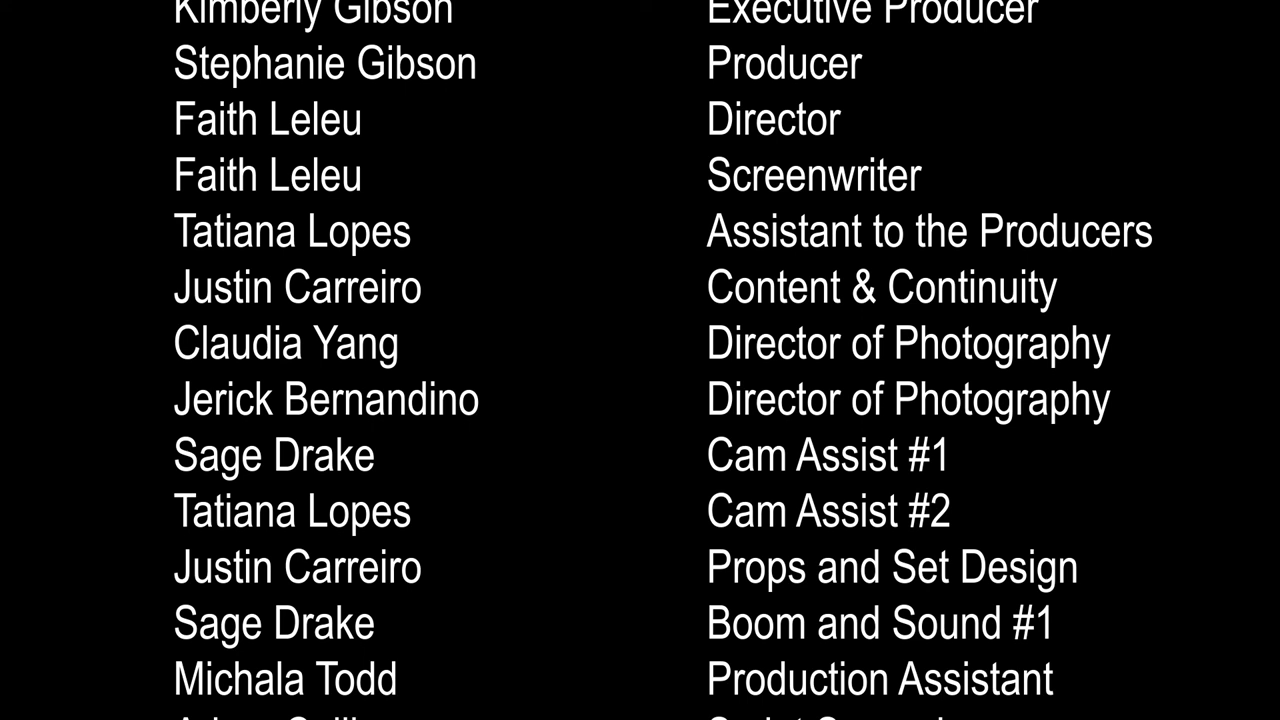 Kimberly Gibson Executive Producer
Stephanie Gibson Producer
Faith Leleu Director
Faith Leleu Screenwriter
Tatiana Lopes Assistant to the Producers
Justin Carreiro Content & Continuity
Claudia Yang Director of Photography
Jerick Bernandino Director of Photography
Sage Drake Cam Assist #1
Tatiana Lopes Cam Assist #2
Justin Carreiro Props and Set Design
Sage Drake Boom and Sound #1
Michala Todd Production Assistant